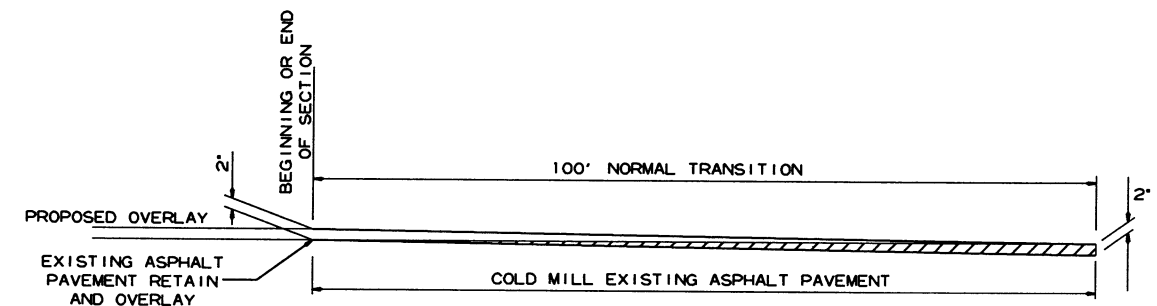 BEGINNING OR END
OF SECTION
2"
100' NORMAL TRANSITION
2"
PROPOSED OVERLAY
EXISTING ASPHALT
PAVEMENT RETAIN
AND OVERLAY
COLD MILL EXISTING ASPHALT PAVEMENT